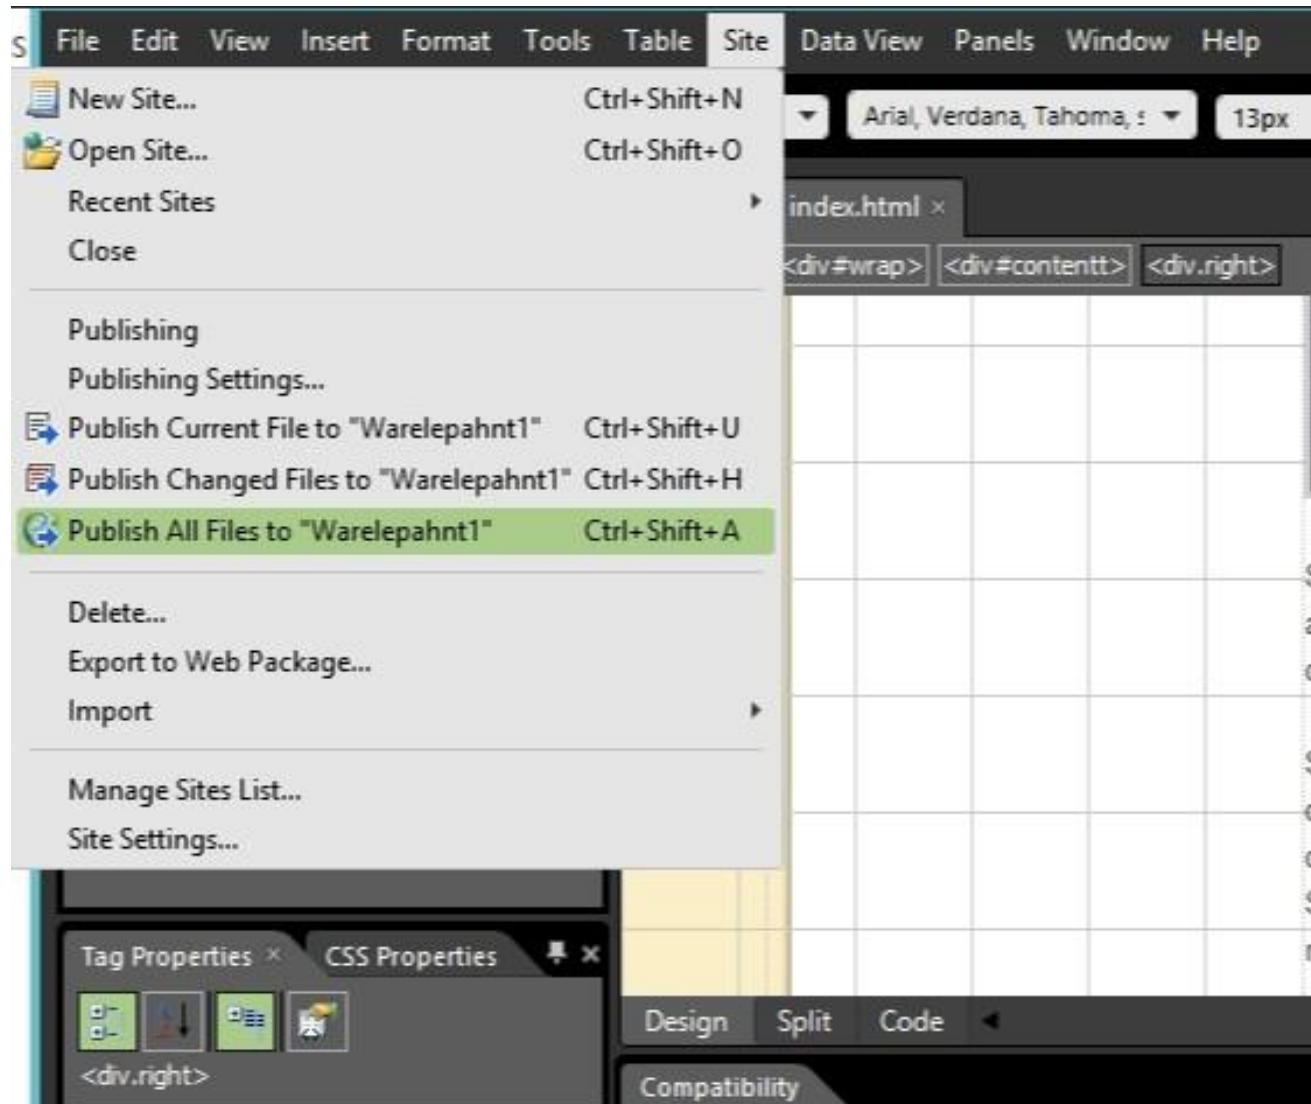 File Edit View Insert Format Tools Table Site Data View Panels Window Help
New Site... Ctrl+Shift+N
Open Site... Ctrl+Shift+O
Recent Sites
Close
Publishing
Publishing Settings...
Publish Current File to "Warelepahnt1" Ctrl+Shift+U
Publish Changed Files to "Warelepahnt1" Ctrl+Shift+H
Publish All Files to "Warelepahnt1" Ctrl+Shift+A
Delete...
Export to Web Package...
Import
Manage Sites List...
Site Settings...
Arial, Verdana, Tahoma, 13px
index.html ×
<div#wrap> <div#contentt> <div.right>
Tag Properties × CSS Properties
<div.right>
Design Split Code
Compatibility